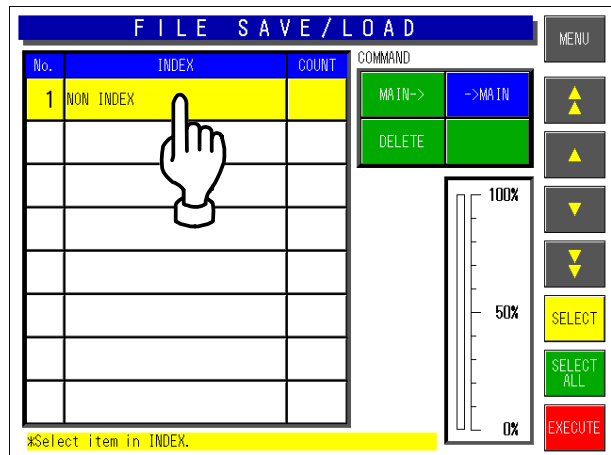 FILE SAVE/LOAD
MENU
No. INDEX COUNT
COMMAND
1 NON INDEX
MAIN-> ->MAIN
DELETE
100%
50%
0%
SELECT
SELECT
ALL
EXECUTE
*Select item in INDEX.